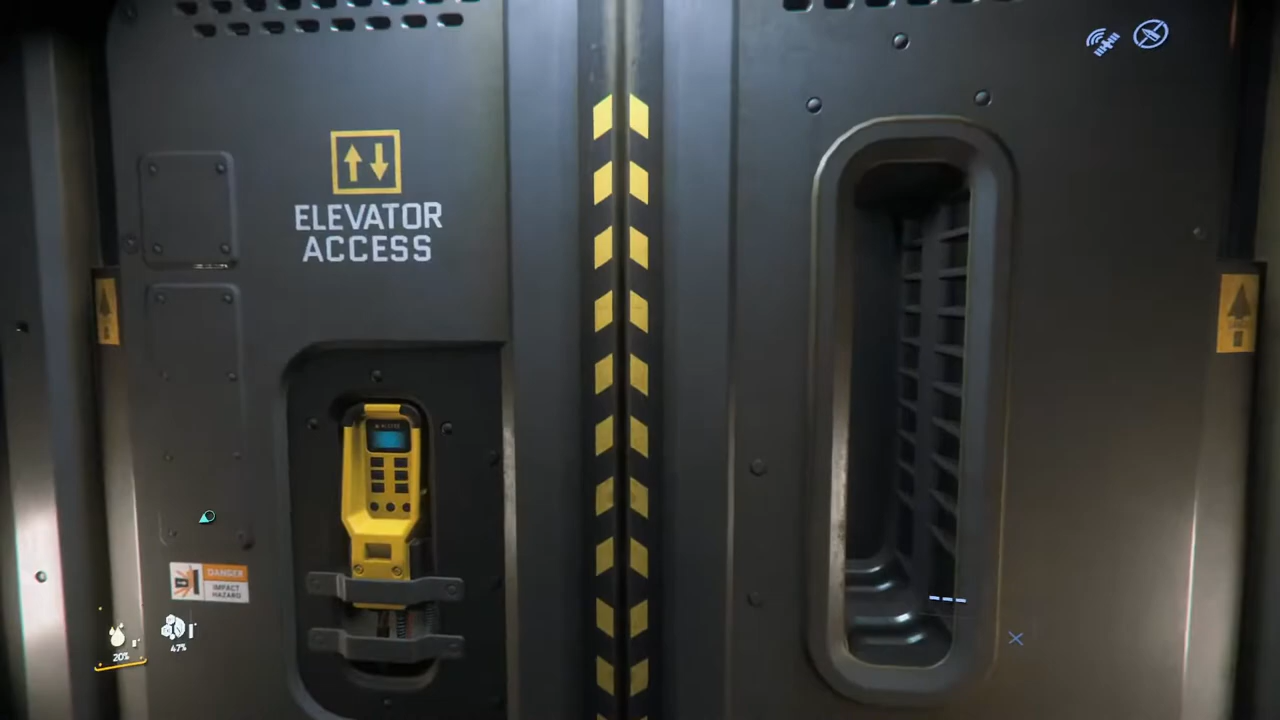 ELEVATOR
ACCESS
DANGER
IMPACT
HAZARD
20%
47%